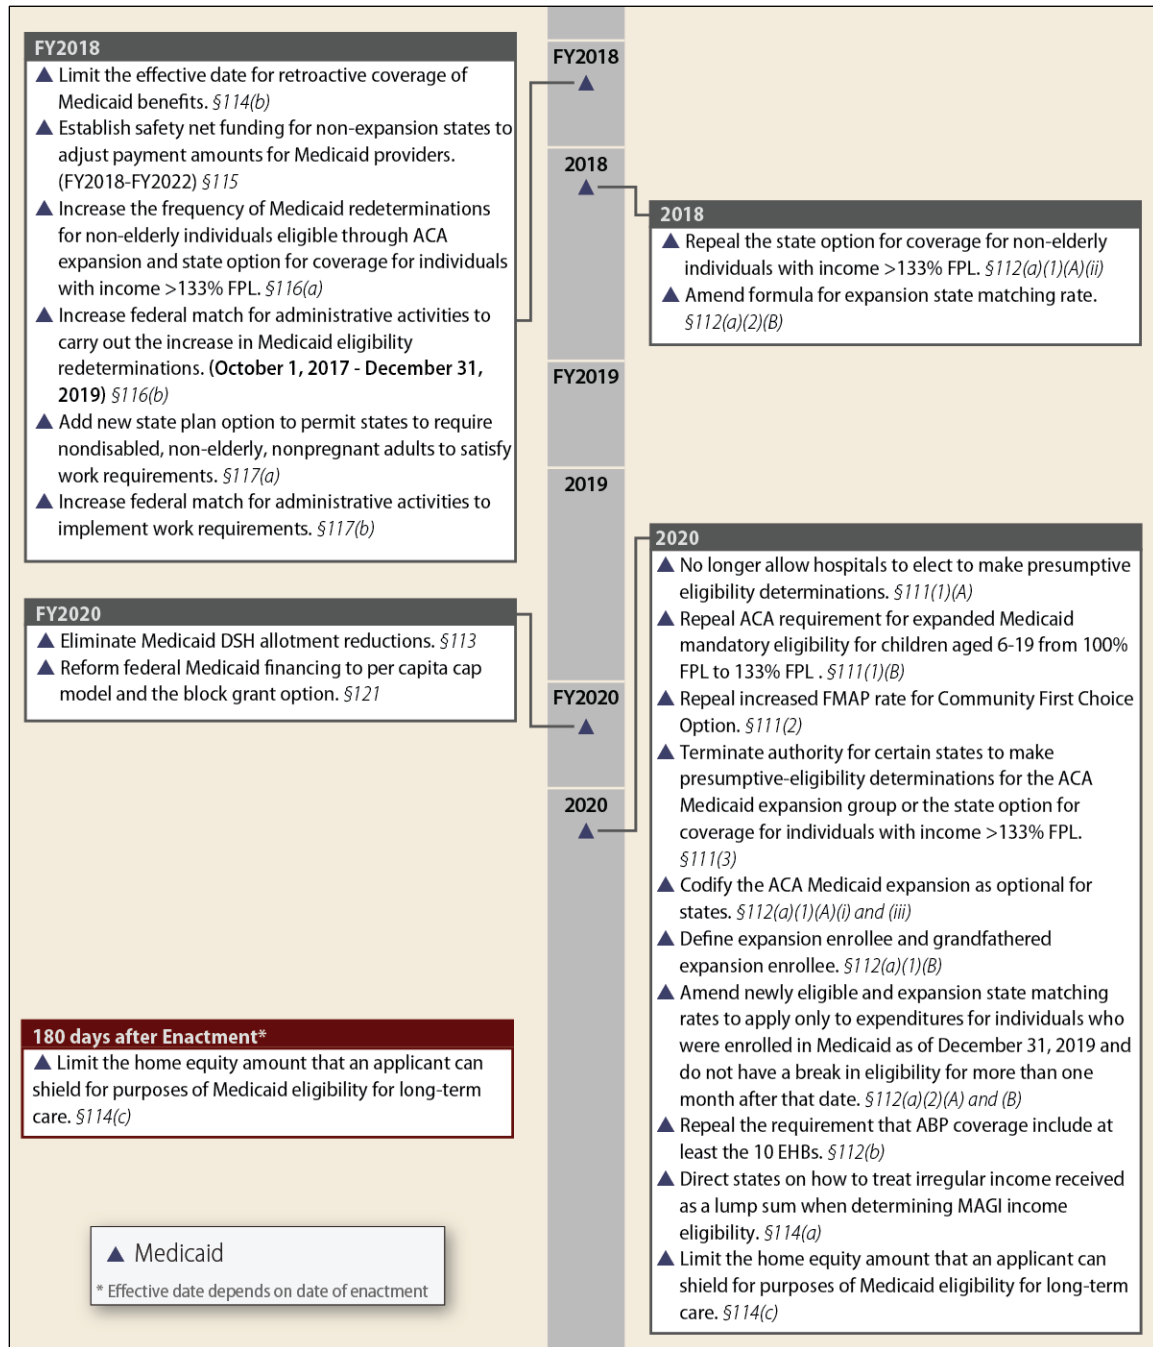 FY2018
▲ Limit the effective date for retroactive coverage of
Medicaid benefits. §114(b)
▲ Establish safety net funding for non-expansion states to
adjust payment amounts for Medicaid providers.
(FY2018-FY2022) §115
▲ Increase the frequency of Medicaid redeterminations
for non-elderly individuals eligible through ACA
expansion and state option for coverage for individuals
with income >133% FPL. §116(a)
▲ Increase federal match for administrative activities to
carry out the increase in Medicaid eligibility
redeterminations. (October 1, 2017 - December 31,
2019) §116(b)
▲ Add new state plan option to permit states to require
nondisabled, non-elderly, nonpregnant adults to satisfy
work requirements. §117(a)
▲ Increase federal match for administrative activities to
implement work requirements. §117(b)
FY2020
▲ Eliminate Medicaid DSH allotment reductions. §113
▲ Reform federal Medicaid financing to per capita cap
model and the block grant option. §121
180 days after Enactment*
▲ Limit the home equity amount that an applicant can
shield for purposes of Medicaid eligibility for long-term
care. §114(c)
▲ Medicaid
* Effective date depends on date of enactment
FY2018
2018
FY2019
2019
FY2020
2020
2018
▲ Repeal the state option for coverage for non-elderly
individuals with income >133% FPL. §112(a)(1)(A)(ii)
▲ Amend formula for expansion state matching rate.
§112(a)(2)(B)
2020
▲ No longer allow hospitals to elect to make presumptive
eligibility determinations. §111(1)(A)
▲ Repeal ACA requirement for expanded Medicaid
mandatory eligibility for children aged 6-19 from 100%
FPL to 133% FPL . §111(1)(B)
▲ Repeal increased FMAP rate for Community First Choice
Option. §111(2)
▲ Terminate authority for certain states to make
presumptive-eligibility determinations for the ACA
Medicaid expansion group or the state option for
coverage for individuals with income >133% FPL.
§111(3)
▲ Codify the ACA Medicaid expansion as optional for
states. §112(a)(1)(A)(i) and (iii)
▲ Define expansion enrollee and grandfathered
expansion enrollee. §112(a)(1)(B)
▲ Amend newly eligible and expansion state matching
rates to apply only to expenditures for individuals who
were enrolled in Medicaid as of December 31, 2019 and
do not have a break in eligibility for more than one
month after that date. §112(a)(2)(A) and (B)
▲ Repeal the requirement that ABP coverage include at
least the 10 EHBs. §112(b)
▲ Direct states on how to treat irregular income received
as a lump sum when determining MAGI income
eligibility. §114(a)
▲ Limit the home equity amount that an applicant can
shield for purposes of Medicaid eligibility for long-term
care. §114(c)